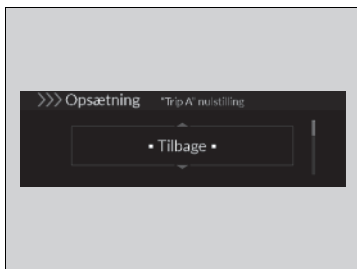 >>> Opsætning "Trip A" nulstilling
▪ Tilbage ▪